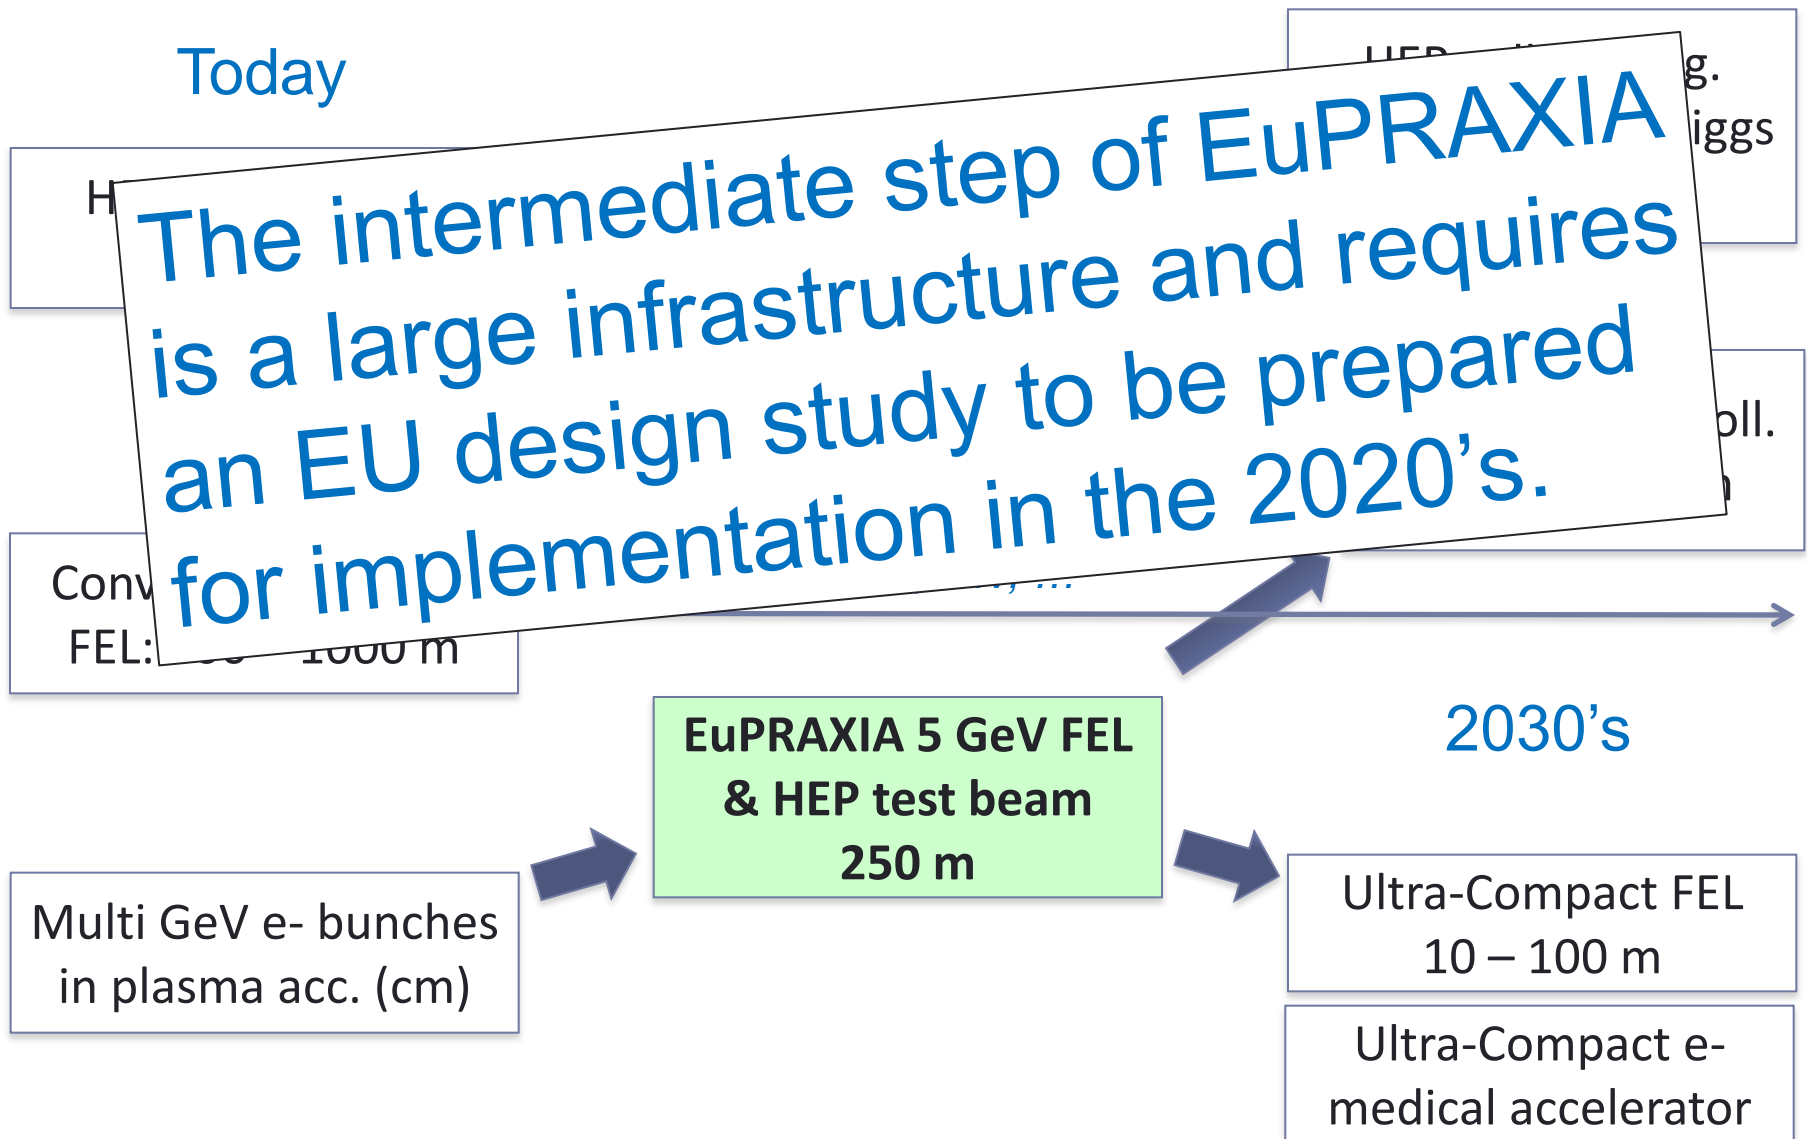 Today
g.
iggs
The intermediate step of EuPRAXIA
is a large infrastructure and requires
an EU design study to be prepared
for implementation in the 2020’s.
oll.
FEL: 1000 m
2030’s
EuPRAXIA 5 GeV FEL
& HEP test beam
250 m
Multi GeV e- bunches
in plasma acc. (cm)
Ultra-Compact FEL
10 – 100 m
Ultra-Compact e-
medical accelerator